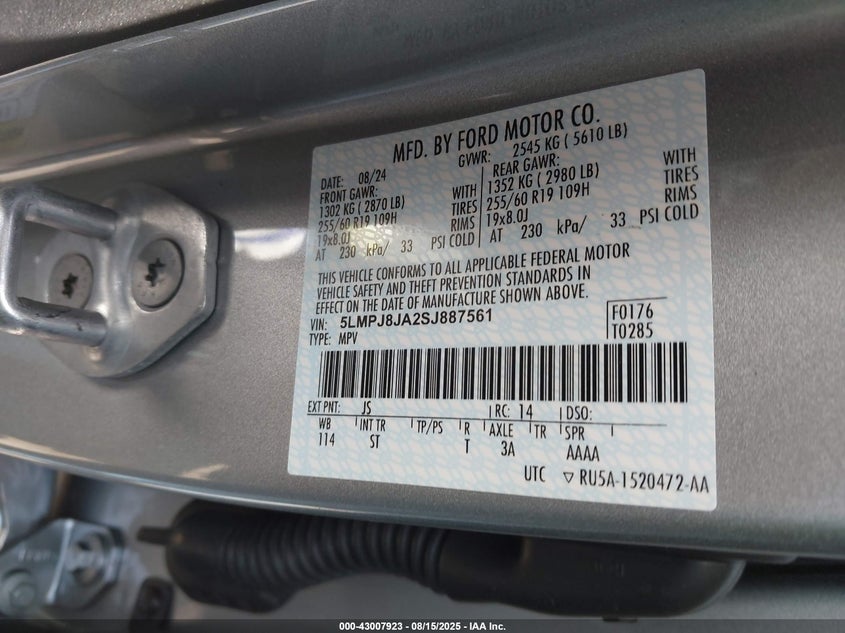 MFD. BY FORD MOTOR CO.
DATE: 08/24 GVWR: 2545 KG ( 5610 LB)
FRONT GAWR: REAR GAWR:
1302 KG ( 2870 LB) WITH 1352 KG ( 2980 LB) WITH
255/60 R19 109H TIRES 255/60 R19 109H TIRES
19x8.0J RIMS 19x8.0J RIMS
AT 230 kPa/ 33 PSI COLD AT 230 kPa/ 33 PSI COLD
THIS VEHICLE CONFORMS TO ALL APPLICABLE FEDERAL MOTOR
VEHICLE SAFETY AND THEFT PREVENTION STANDARDS IN
EFFECT ON THE DATE OF MANUFACTURE SHOWN ABOVE.
VIN: 5LMPJ8JA2SJ887561 F0176
TYPE: MPV T0285
EXT PNT: JS RC: 14 DSO:
WB INT TR TP/PS R AXLE TR SPR
114 ST T 3A AAAA
UTC ▽ RU5A-1520472-AA
000-43007923 - 08/15/2025 - IAA Inc.